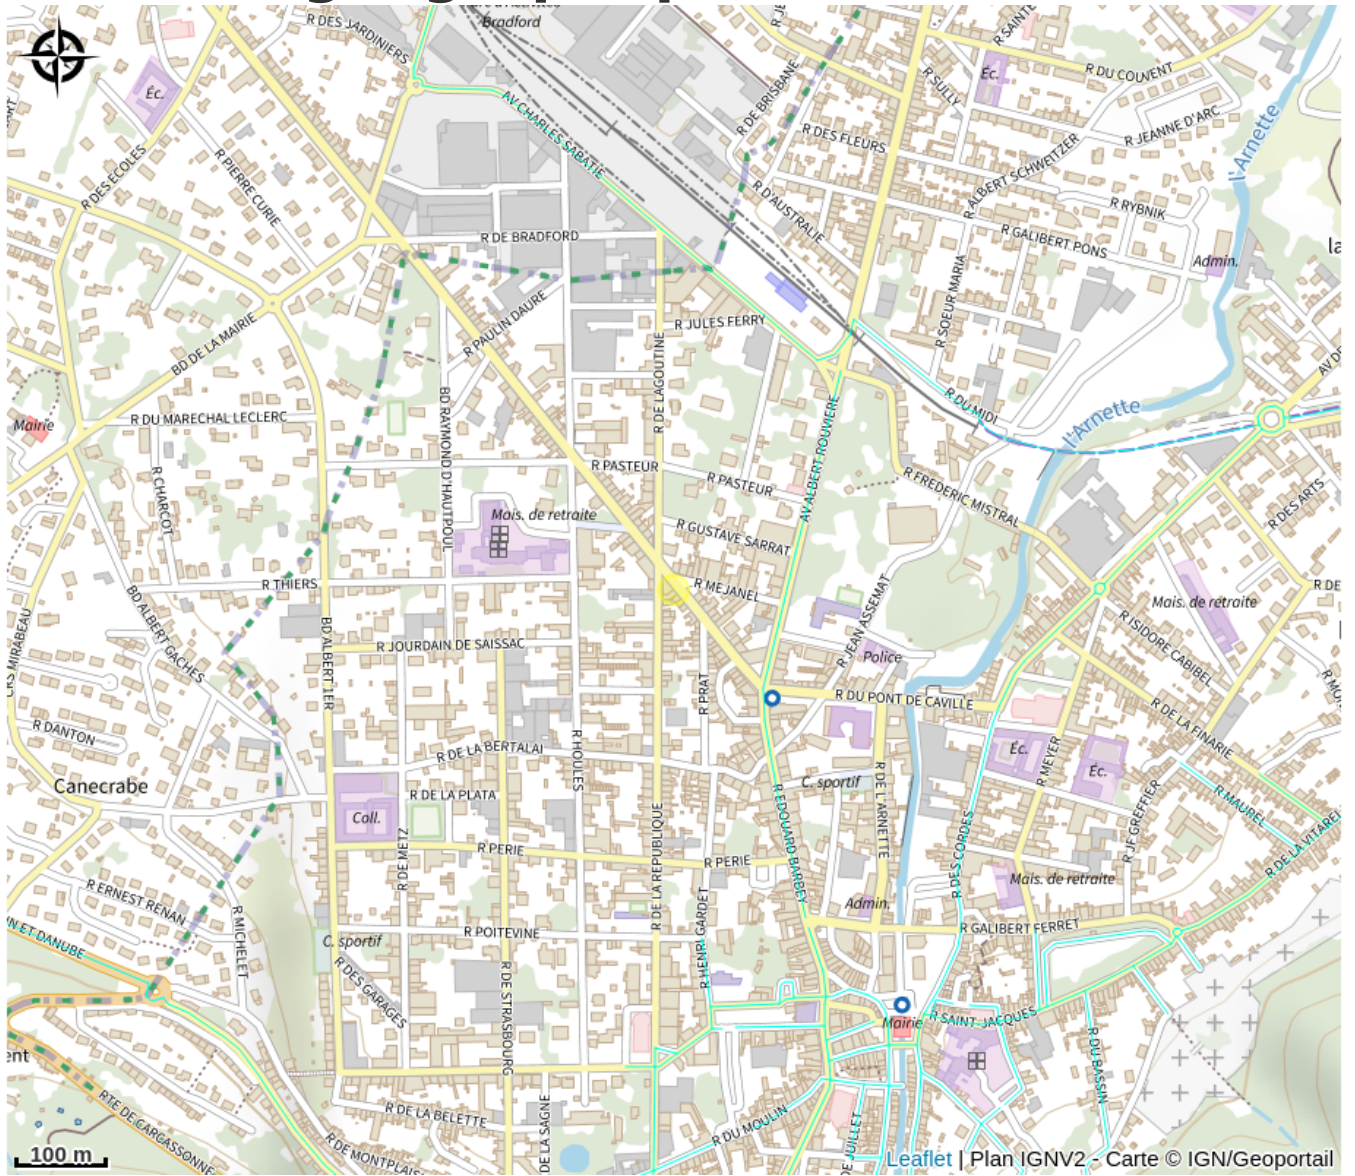 Bradford
R DES JARDINIERS
R SULLY
Éc.
R DU COUVENT
Éc.
AV CHARLES SABATIE
R DE BRISBANE
R DES FLEURS
R JEANNE D'ARC
l'Arnette
R DES ECOLES
R PIERRE CURIE
R ALBERT SCHWEITZER
R D'AUSTRALIE
R RYBNIK
R DE BRADFORD
R GALIBERT PONS
Admin.
R SOEUR MARIA
R PAULIN DAURE
R JULES FERRY
BD DE LA MAIRIE
R DE LAGOUTINE
R DU MIDI
l'Arnette
R DU MARECHAL LECLERC
Mairie
BD RAYMOND D'HAUTPOUL
AV ALBERT ROUVIERE
R CHARCOT
R PASTEUR
R PASTEUR
R FREDERIC MISTRAL
R DES ARTS
Mais. de retraite
R GUSTAVE SARRAT
R THIERS
R MEJANEL
R JEAN ASSEMAT
Mais. de retraite
BD ALBERT GACHES
BD ALBERT 1ER
R ISIDORE CABIBEL
R JOURDAIN DE SAISSAC
Police
R PRAT
R DU PONT DE CAVILLE
R DE LA FINARIE
R DANTON
R DE LA BERTALAI
R HOULES
R MEYER
Éc.
Éc.
Canecrabe
C. sportif
R DE LA PLATA
R EDOUARD BARBEY
R DE L'ARNETTE
R MAUREL
Coll.
R DE METZ
R PERIE
R PERIE
R DE LA REPUBLIQUE
R DES CORDES
R JF GREFFIER
R DE LA VITAREL
R ERNEST RENAN
Mais. de retraite
R MICHELET
Admin.
R HENRI GARDET
R POITEVINE
R GALIBERT FERRET
C. sportif
N ET DANUBE
R DES GARAGES
R DE STRASBOURG
Mairie
R SAINT JACQUES
R DU BASSIN
RTE DE CARCASSONNE
R DE LA BELETTE
R DE MONTPLAIS
DE LA SAGNE
R DU MOULIN
DE JUILLET
100 m
Leaflet | Plan IGNV2 - Carte © IGN/Geoportail